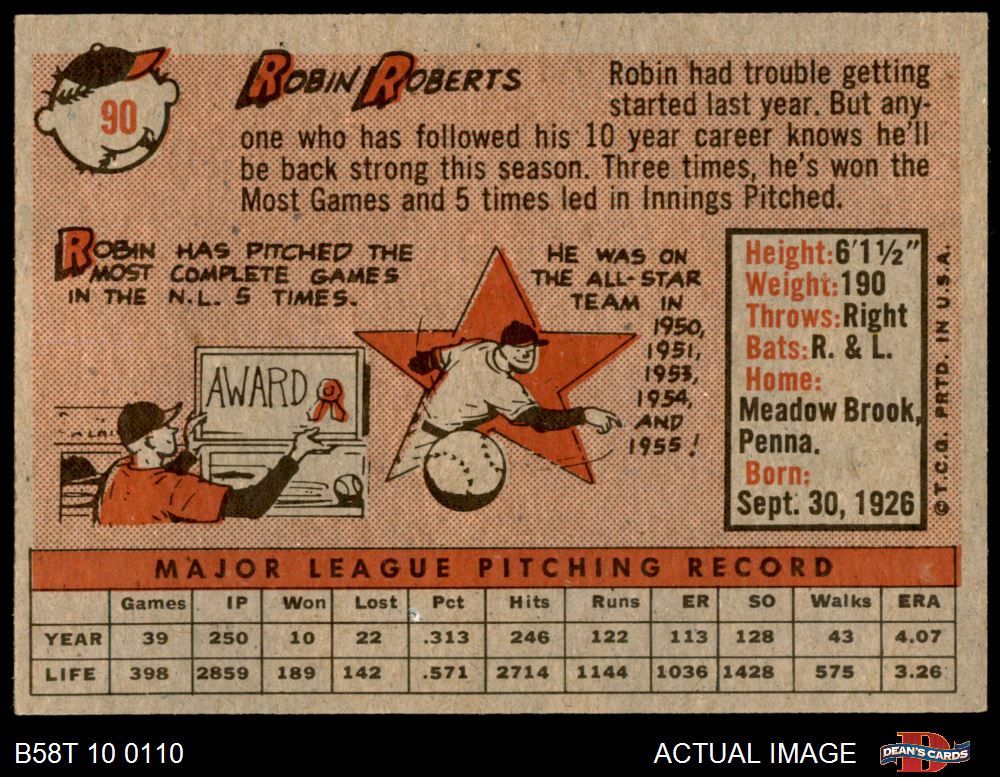 90
ROBIN ROBERTS
Robin had trouble getting
started last year. But any-
one who has followed his 10 year career knows he'll
be back strong this season. Three times, he's won the
Most Games and 5 times led in Innings Pitched.
ROBIN HAS PITCHED THE
MOST COMPLETE GAMES
IN THE N.L. 5 TIMES.
AWARD
HE WAS ON
THE ALL-STAR
TEAM IN
1950,
1951,
1953,
1954,
AND
1955!
Height: 6'1½"
Weight: 190
Throws: Right
Bats: R. & L.
Home:
Meadow Brook,
Penna.
Born:
Sept. 30, 1926
©T.C.G. PRTD. IN U.S.A.
MAJOR LEAGUE PITCHING RECORD
Games IP Won Lost Pct Hits Runs ER SO Walks ERA
YEAR 39 250 10 22 .313 246 122 113 128 43 4.07
LIFE 398 2859 189 142 .571 2714 1144 1036 1428 575 3.26
B58T 10 0110
ACTUAL IMAGE
DEAN'S CARDS